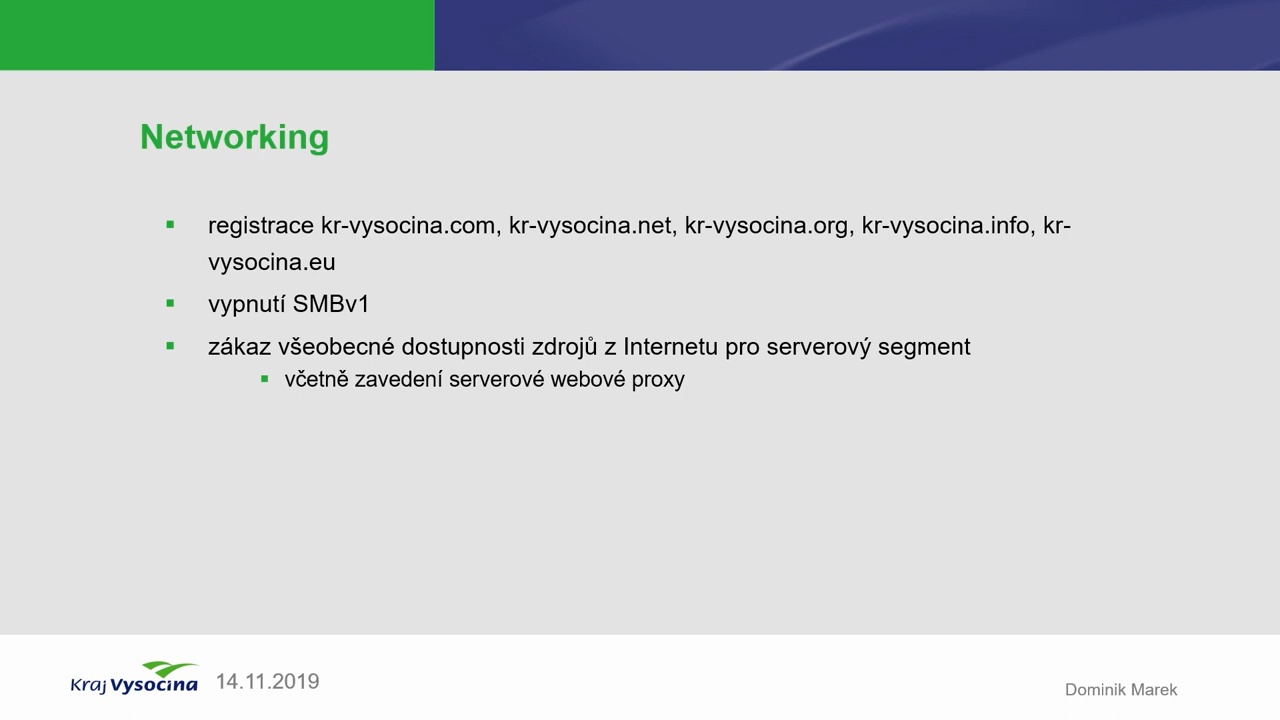 Networking
registrace kr-vysocina.com, kr-vysocina.net, kr-vysocina.org, kr-vysocina.info, kr-
vysocina.eu
vypnutí SMBv1
zákaz všeobecné dostupnosti zdrojů z Internetu pro serverový segment
včetně zavedení serverové webové proxy
Kraj Vysočina
14.11.2019
Dominik Marek